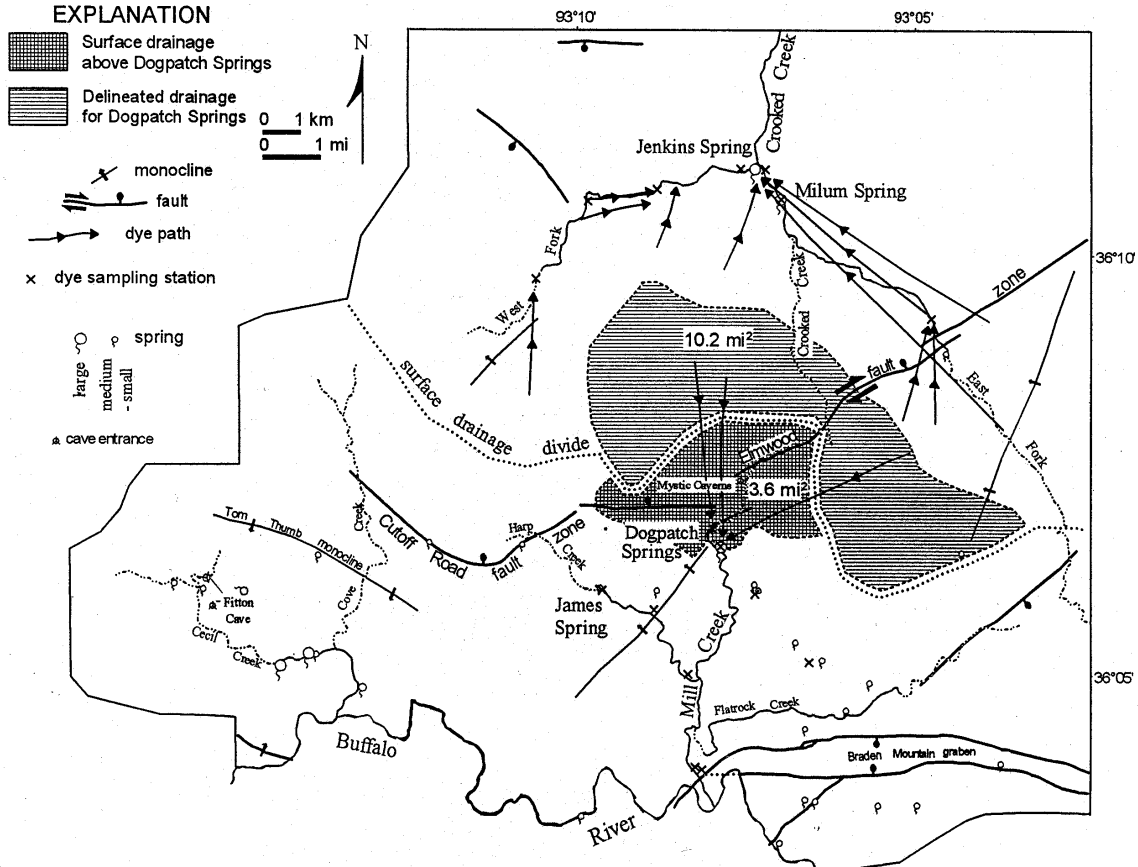 EXPLANATION
Surface drainage
above Dogpatch Springs
Delineated drainage
for Dogpatch Springs
0 1 km
0 1 mi
N
monocline
fault
dye path
dye sampling station
spring
large
medium
- small
cave entrance
93°10'
93°05'
36°10'
36°05'
Crooked Creek
Jenkins Spring
Milum Spring
West Fork
Crooked Creek
zone
fault
Elmwood
East Fork
10.2 mi²
3.6 mi²
surface drainage divide
Mystic Caverns
Dogpatch
Springs
Cutoff Road fault zone
Harp Creek
James
Spring
Tom Thumb monocline
Cove Creek
Fitton
Cave
Cecil Creek
Mill Creek
Flatrock Creek
Braden Mountain graben
Buffalo River